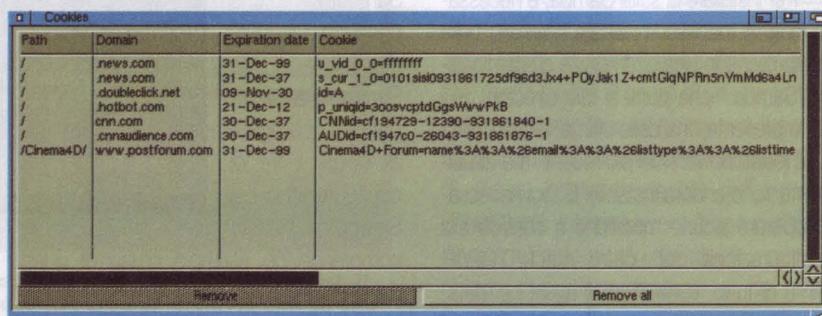 Cookies
Path Domain Expiration date Cookie
/ .news.com 31-Dec-99 u_vid_0_0=ffffffff
/ .news.com 31-Dec-37 s_cur_1_0=0101sisi0931861725df96d3Jx4+POyJak1Z+cmtGlqNPRn5nVmMd6a4Ln
/ .doubleclick.net 09-Nov-30 id=A
/ .hotbot.com 21-Dec-12 p_uniqid=3oosvcptdGgsWwwPkB
/ cnn.com 30-Dec-37 CNNid=cf194729-12390-931861840-1
/ .cnnaudience.com 30-Dec-37 AUDid=cf1947c0-26043-931861876-1
/Cinema4D/ www.postforum.com 31-Dec-99 Cinema4D+Forum=name%3A%3A%26email%3A%3A%26listtype%3A%3A%26listtime
Remove Remove all